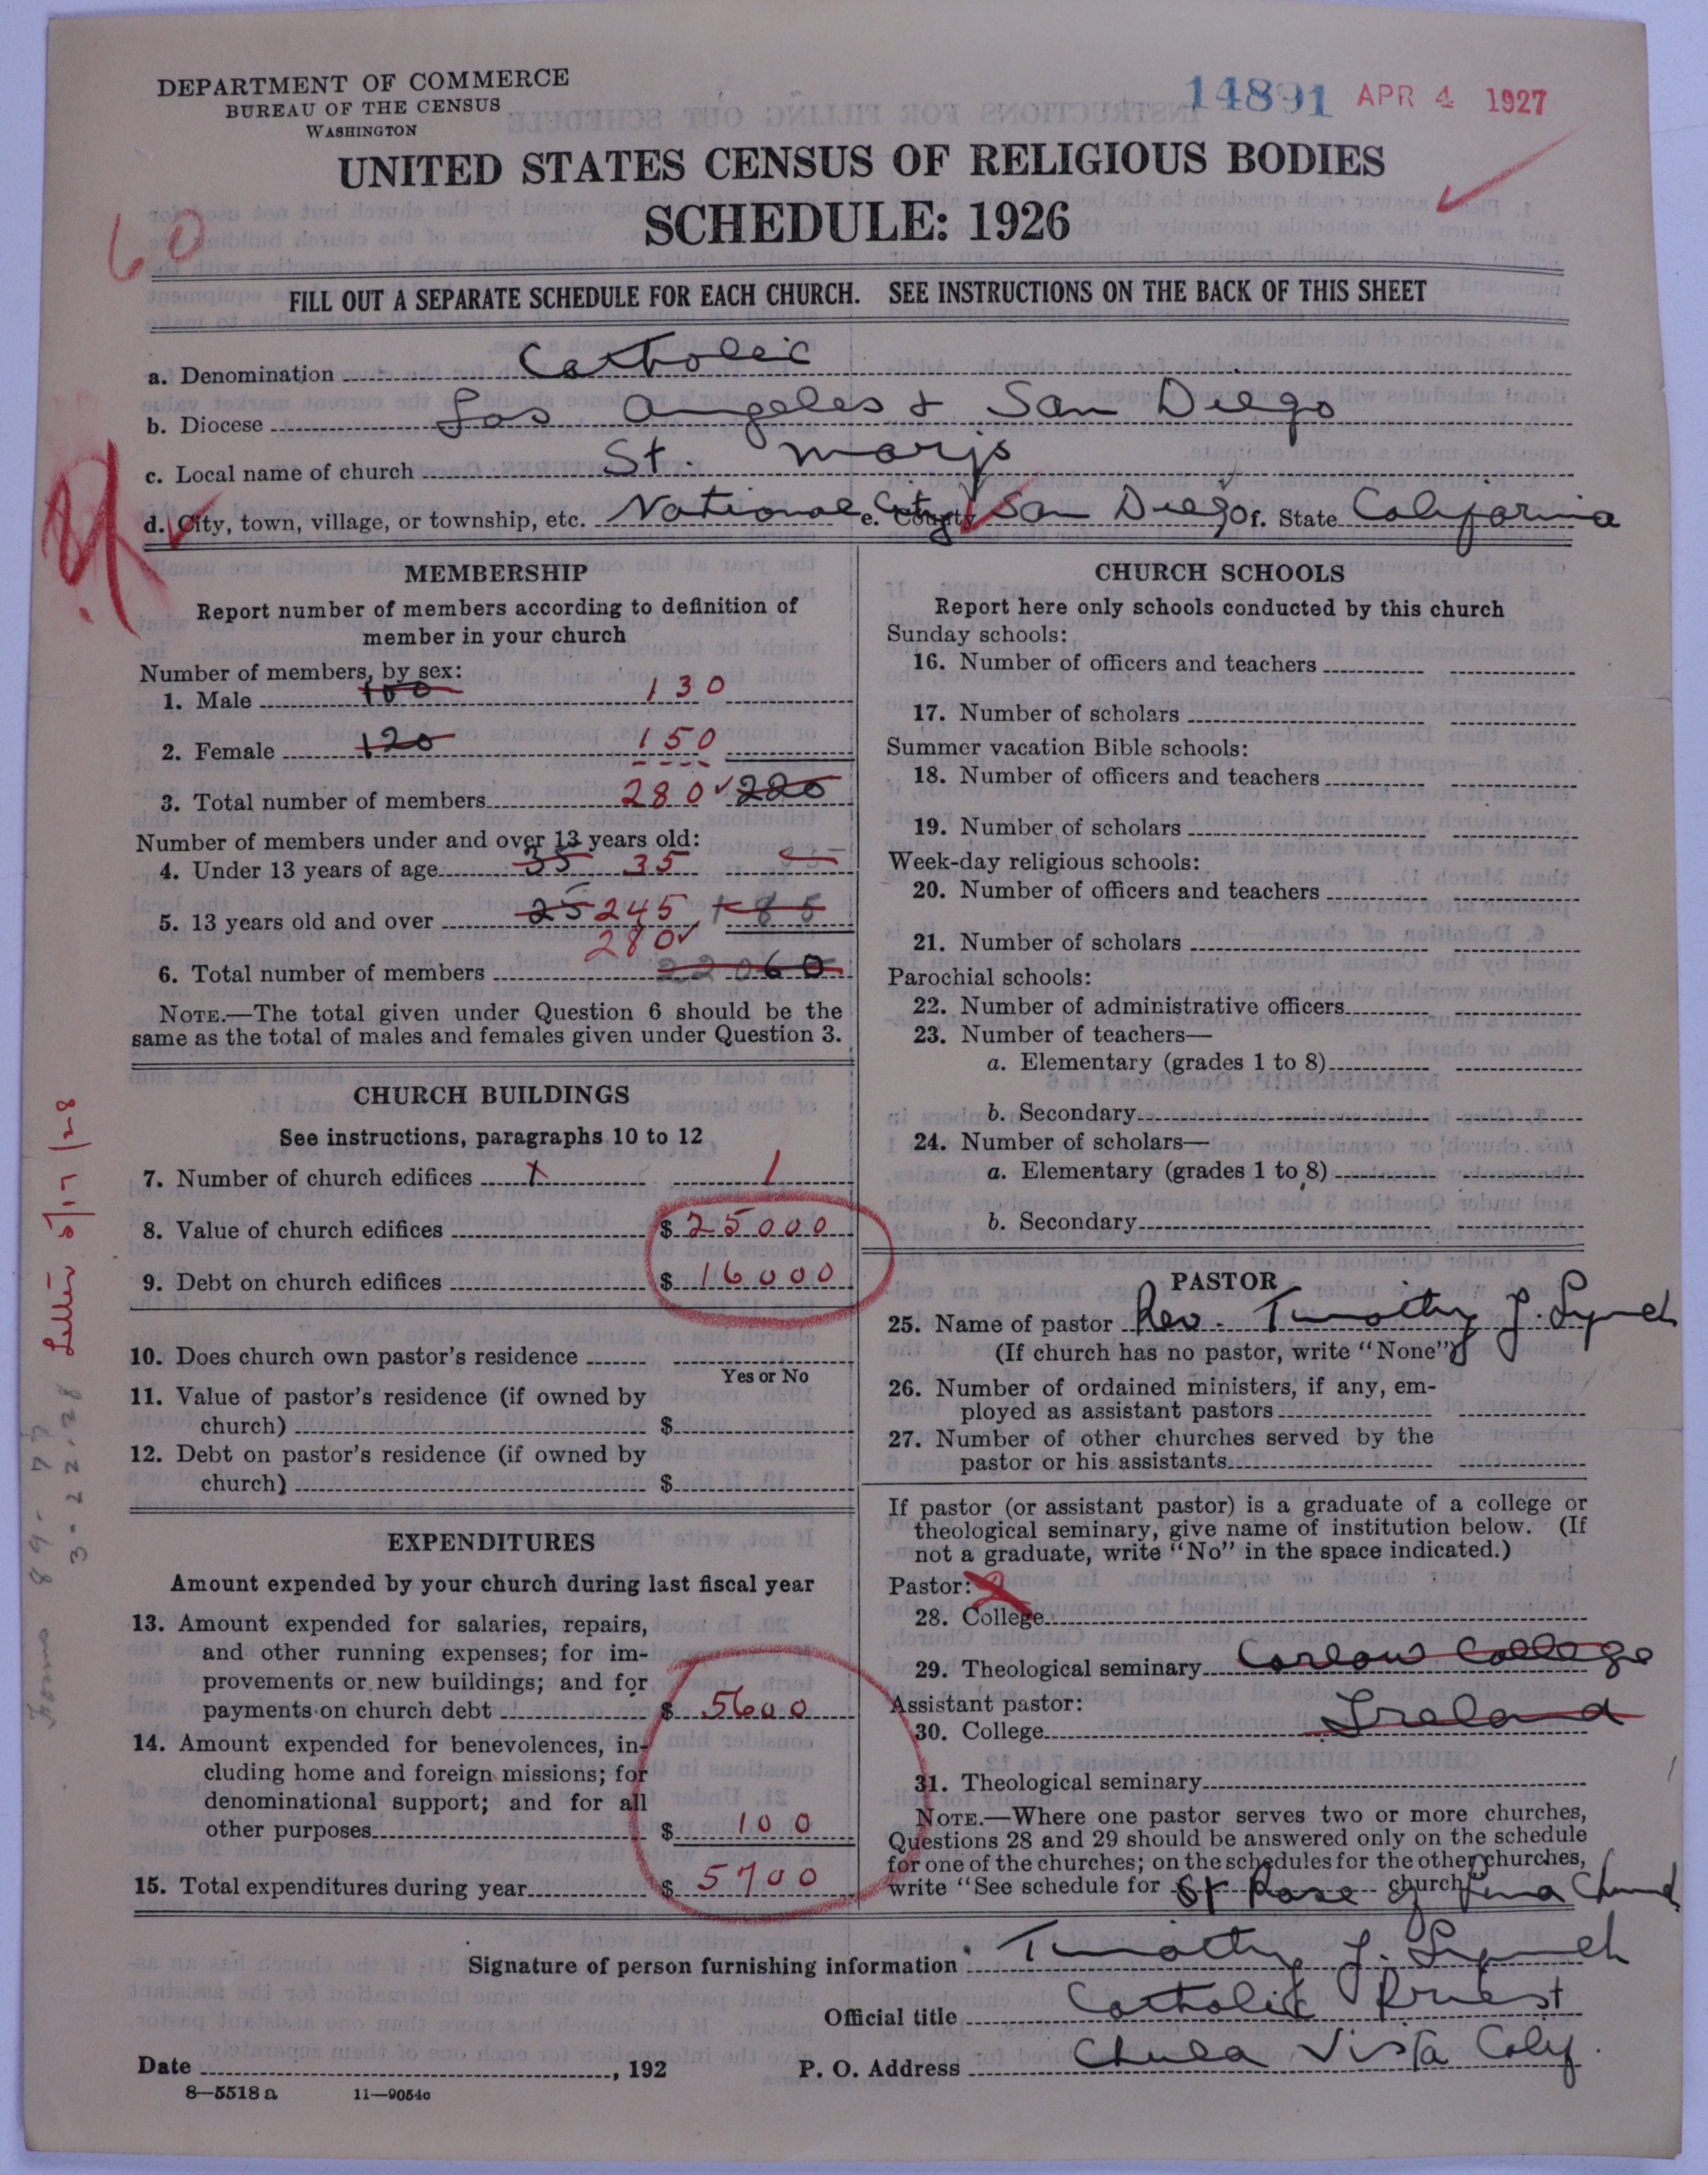 DEPARTMENT OF COMMERCE
BUREAU OF THE CENSUS
WASHINGTON
14891 APR 4 1927
UNITED STATES CENSUS OF RELIGIOUS BODIES
SCHEDULE: 1926
60
FILL OUT A SEPARATE SCHEDULE FOR EACH CHURCH. SEE INSTRUCTIONS ON THE BACK OF THIS SHEET
a. Denomination Catholic
b. Diocese Los Angeles & San Diego
c. Local name of church St. Marys
d. City, town, village, or township, etc. National City e. County San Diego f. State California
MEMBERSHIP
Report number of members according to definition of
member in your church
Number of members, by sex:
1. Male 100 130
2. Female 120 150
3. Total number of members 280 220
Number of members under and over 13 years old:
4. Under 13 years of age 35 35
5. 13 years old and over 25 245 185
280
6. Total number of members 22060
NOTE.—The total given under Question 6 should be the
same as the total of males and females given under Question 3.
CHURCH BUILDINGS
See instructions, paragraphs 10 to 12
7. Number of church edifices 1 1
8. Value of church edifices $ 25000
9. Debt on church edifices $ 16000
10. Does church own pastor's residence
Yes or No
11. Value of pastor's residence (if owned by
church) $
12. Debt on pastor's residence (if owned by
church) $
EXPENDITURES
Amount expended by your church during last fiscal year
13. Amount expended for salaries, repairs,
and other running expenses; for im-
provements or new buildings; and for
payments on church debt $ 5600
14. Amount expended for benevolences, in-
cluding home and foreign missions; for
denominational support; and for all
other purposes $ 100
15. Total expenditures during year $ 5700
CHURCH SCHOOLS
Report here only schools conducted by this church
Sunday schools:
16. Number of officers and teachers
17. Number of scholars
Summer vacation Bible schools:
18. Number of officers and teachers
19. Number of scholars
Week-day religious schools:
20. Number of officers and teachers
21. Number of scholars
Parochial schools:
22. Number of administrative officers
23. Number of teachers—
a. Elementary (grades 1 to 8)
b. Secondary
24. Number of scholars—
a. Elementary (grades 1 to 8)
b. Secondary
PASTOR
25. Name of pastor Rev. Timothy J. Lynch
(If church has no pastor, write "None")
26. Number of ordained ministers, if any, em-
ployed as assistant pastors
27. Number of other churches served by the
pastor or his assistants
If pastor (or assistant pastor) is a graduate of a college or
theological seminary, give name of institution below. (If
not a graduate, write "No" in the space indicated.)
Pastor:
28. College
29. Theological seminary Carlow College
Assistant pastor: Ireland
30. College
31. Theological seminary
NOTE.—Where one pastor serves two or more churches,
Questions 28 and 29 should be answered only on the schedule
for one of the churches; on the schedules for the other churches,
write "See schedule for St Rose of church Lima Church
Signature of person furnishing information Timothy J. Lynch
Official title Catholic Priest
Date , 192 P. O. Address Chula Vista Calif.
8—5518 a 11—9054c
Letter 5/17/28
Form 89-77
3-22-28